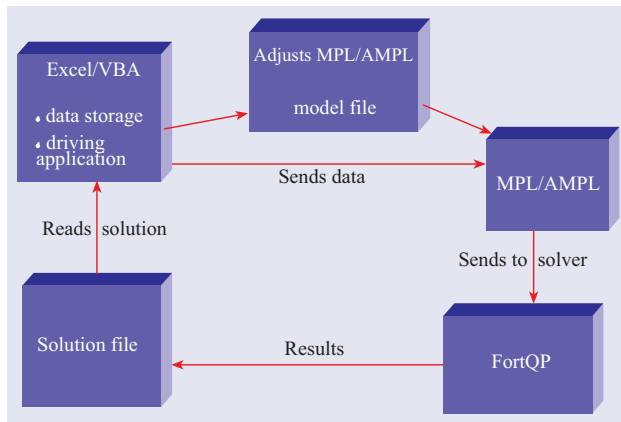 Excel/VBA
• data storage
• driving
application
Adjusts MPL/AMPL
model file
MPL/AMPL
Sends data
Reads solution
Sends to solver
Solution file
Results
FortQP